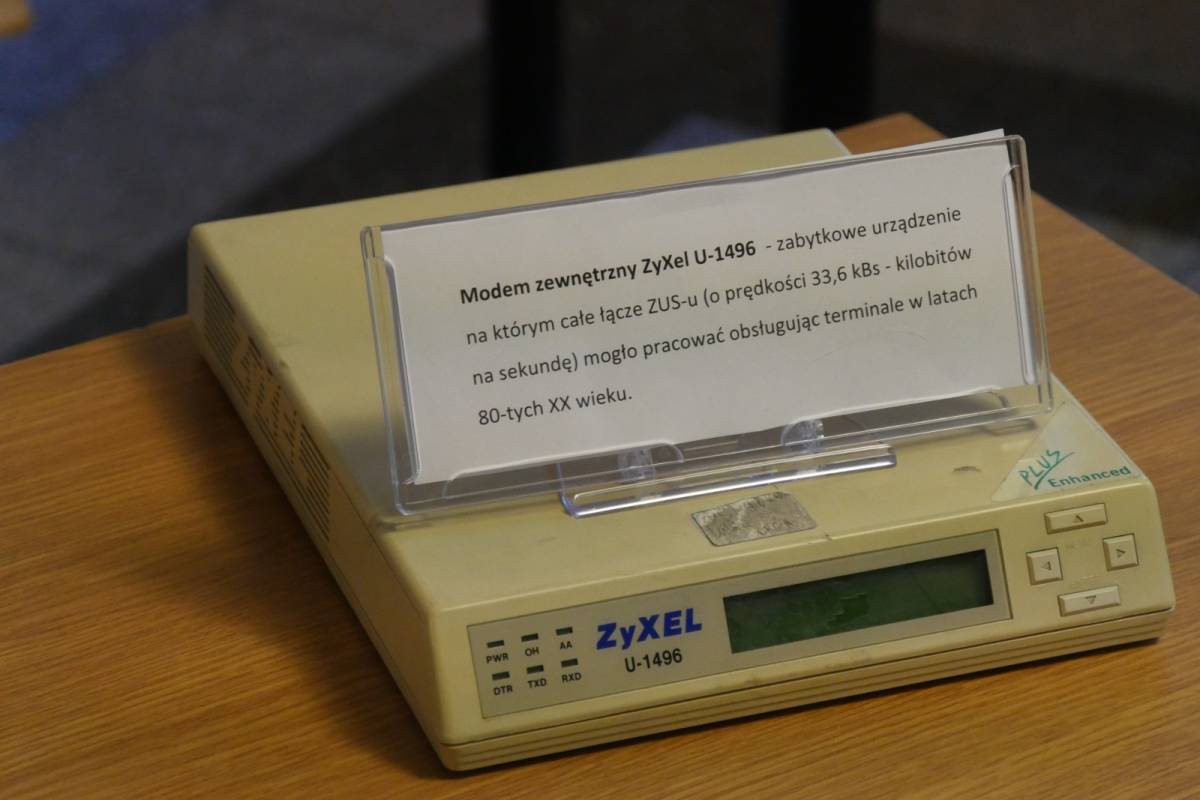 Modem zewnętrzny ZyXel U-1496 - zabytkowe urządzenie
na którym całe łącze ZUS-u (o prędkości 33,6 kBs - kilobitów
na sekundę) mogło pracować obsługując terminale w latach
80-tych XX wieku.
PLUS
Enhanced
PWR OH AA
ZyXEL
DTR TXD RXD
U-1496